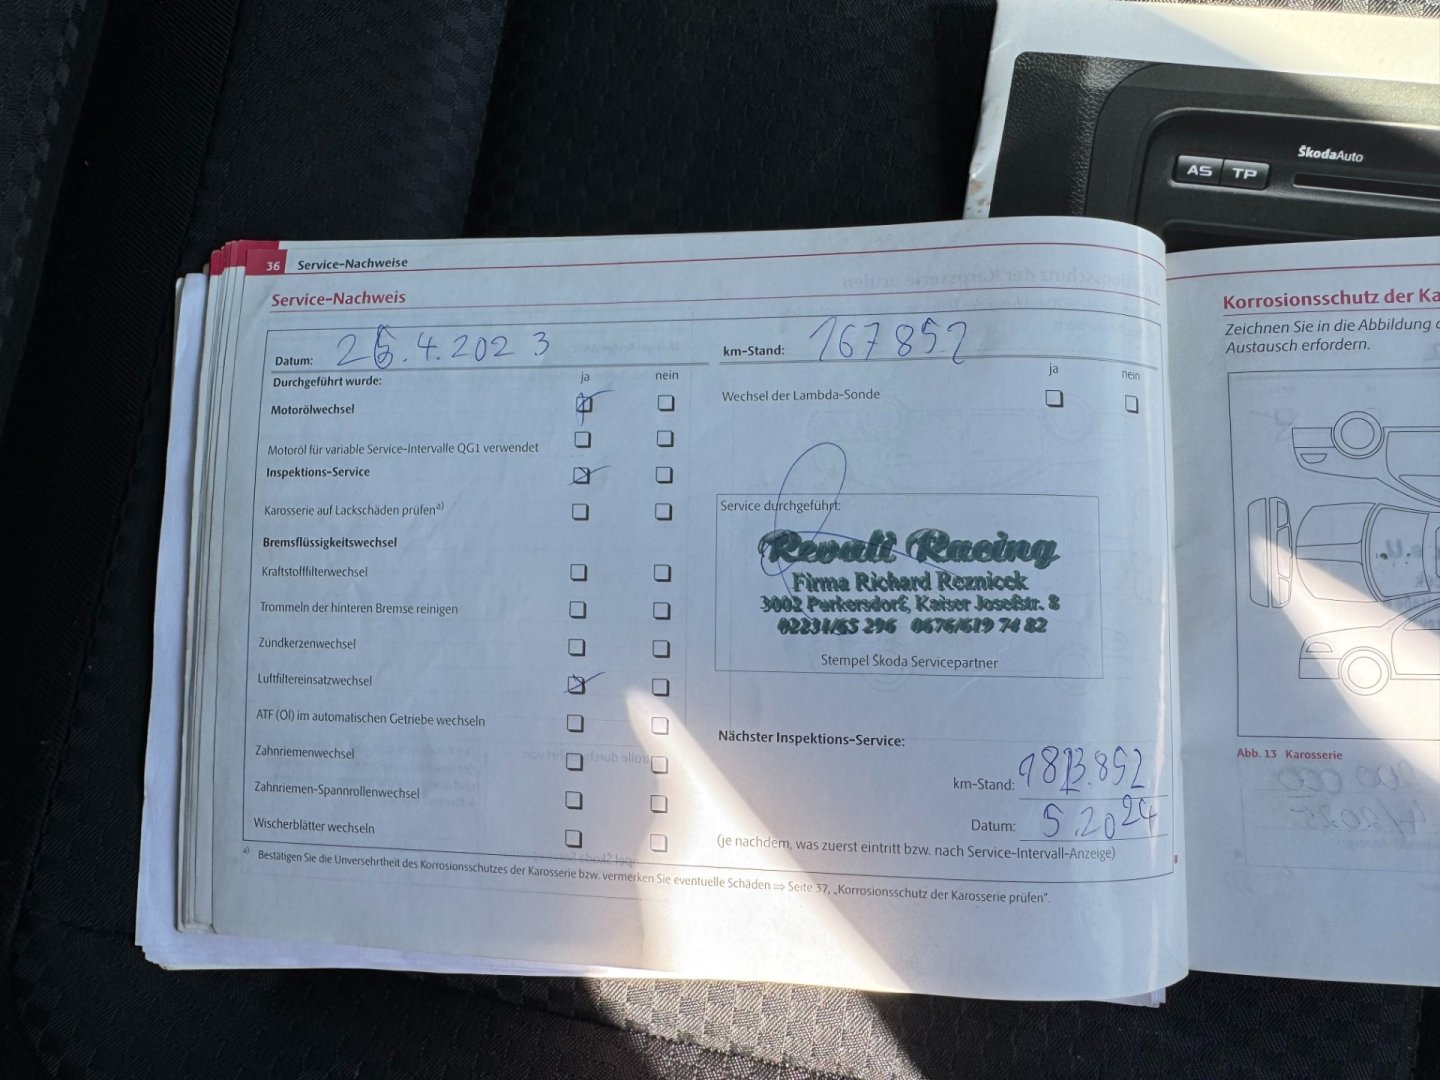 ŠkodaAuto
AS TP
36 Service-Nachweise
Service-Nachweis
Datum: 26.4.2023
km-Stand: 167852
Durchgeführt wurde: ja nein
ja nein
Motorölwechsel
Wechsel der Lambda-Sonde
Motoröl für variable Service-Intervalle QG1 verwendet
Inspektions-Service
Karosserie auf Lackschäden prüfen a)
Bremsflüssigkeitswechsel
Kraftstofffilterwechsel
Trommeln der hinteren Bremse reinigen
Zündkerzenwechsel
Luftfiltereinsatzwechsel
ATF (Öl) im automatischen Getriebe wechseln
Zahnriemenwechsel
Zahnriemen-Spannrollenwechsel
Wischerblätter wechseln
Service durchgeführt:
Racing
Firma Richard Reznicek
3002 Purkersdorf, Kaiser Josefstr. 8
02231/65 296 0676/619 74 82
Stempel Škoda Servicepartner
Nächster Inspektions-Service:
km-Stand:
Datum: 5.2024
(je nachdem, was zuerst eintritt bzw. nach Service-Intervall-Anzeige)
a) Bestätigen Sie die Unversehrtheit des Korrosionsschutzes der Karosserie bzw. vermerken Sie eventuelle Schäden ⇒ Seite 37, „Korrosionsschutz der Karosserie prüfen“.
Korrosionsschutz der Ka
Zeichnen Sie in die Abbildung
Austausch erfordern.
Abb. 13 Karosserie